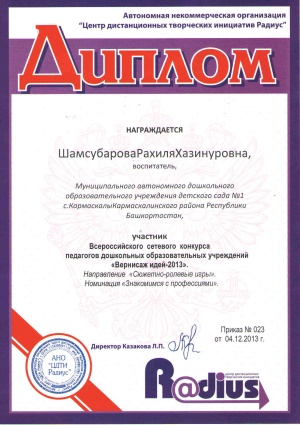 Автономная некоммерческая организация
"Центр дистанционных творческих инициатив Радиус"
Диплом
НАГРАЖДАЕТСЯ
ШамсубароваРахиляХазинуровна,
воспитатель,
Муниципального автономного дошкольного
образовательного учреждения детского сада №1
с.КармаскалыКармаскалинского района Республики
Башкортостан,
участник
Всероссийского сетевого конкурса
педагогов дошкольных образовательных учреждений
«Вернисаж идей-2013».
Направление «Сюжетно-ролевые игры».
Номинация «Знакомимся с профессиями».
Приказ № 023
от 04.12.2013 г.
Директор Казакова Л.П.
АНО
"ЦДТИ
Радиус"
R@dius